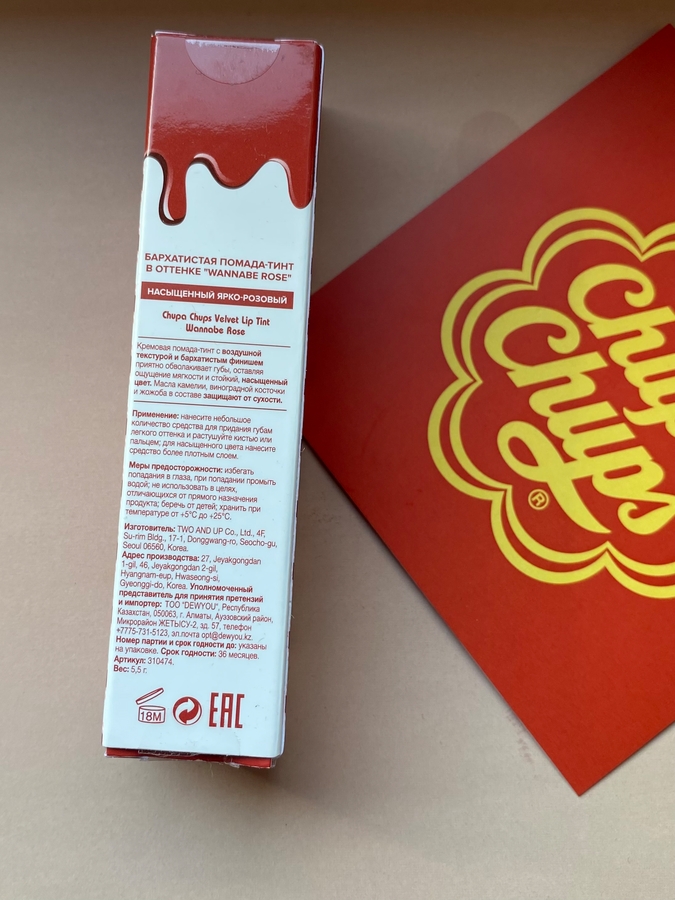 БАРХАТИСТАЯ ПОМАДА-ТИНТ
В ОТТЕНКЕ "WANNABE ROSE"
НАСЫЩЕННЫЙ ЯРКО-РОЗОВЫЙ
Chupa Chups Velvet Lip Tint
Wannabe Rose
Кремовая помада-тинт с воздушной
текстурой и бархатистым финишем
приятно обволакивает губы, оставляя
ощущение мягкости и стойкий, насыщенный
цвет. Масла камелии, виноградной косточки
и жожоба в составе защищают от сухости.
Применение: нанесите небольшое
количество средства для придания губам
легкого оттенка и растушуйте кистью или
пальцем; для насыщенного цвета нанесите
средство более плотным слоем.
Меры предосторожности: избегать
попадания в глаза, при попадании промыть
водой; не использовать в целях,
отличающихся от прямого назначения
продукта; беречь от детей; хранить при
температуре от +5°C до +25°C.
Изготовитель: TWO AND UP Co., Ltd., 4F,
Su-rim Bldg., 17-1, Donggwang-ro, Seocho-gu,
Seoul 06560, Korea.
Адрес производства: 27, Jeyakgongdan
1-gil, 46, Jeyakgongdan 2-gil,
Hyangnam-eup, Hwaseong-si,
Gyeonggi-do, Korea. Уполномоченный
представитель для принятия претензий
и импортер: ТОО "DEWYOU", Республика
Казахстан, 050063, г. Алматы, Ауэзовский район,
Микрорайон ЖЕТЫСУ-2, зд. 57, телефон
+7775-731-5123, эл.почта opt@dewyou.kz.
Номер партии и срок годности до: указаны
на упаковке. Срок годности: 36 месяцев.
Артикул: 310474.
Вес: 5,5 г.
18M
EAC
Chup
Chups
®